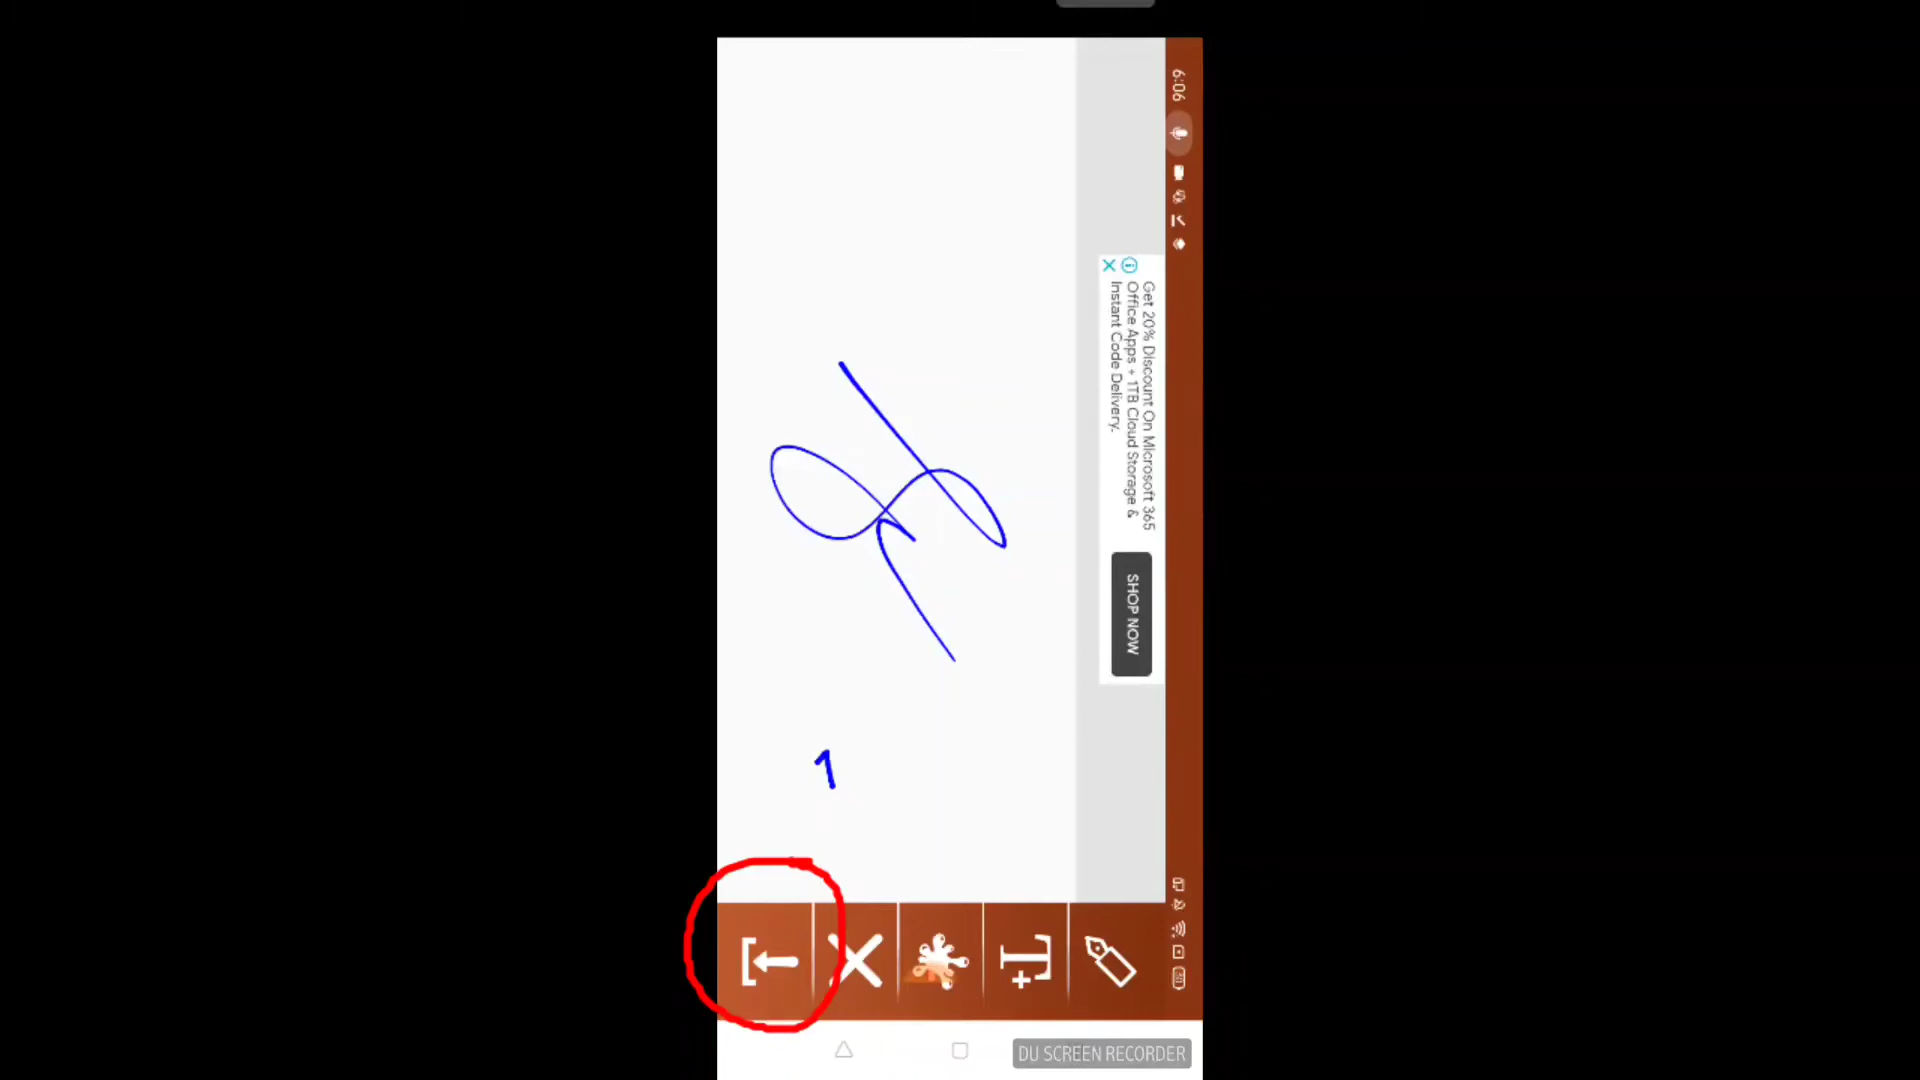 6:06
Get 20% Discount On Microsoft 365
Office Apps + 1TB Cloud Storage &
Instant Code Delivery.
SHOP NOW
1
T+
DU SCREEN RECORDER